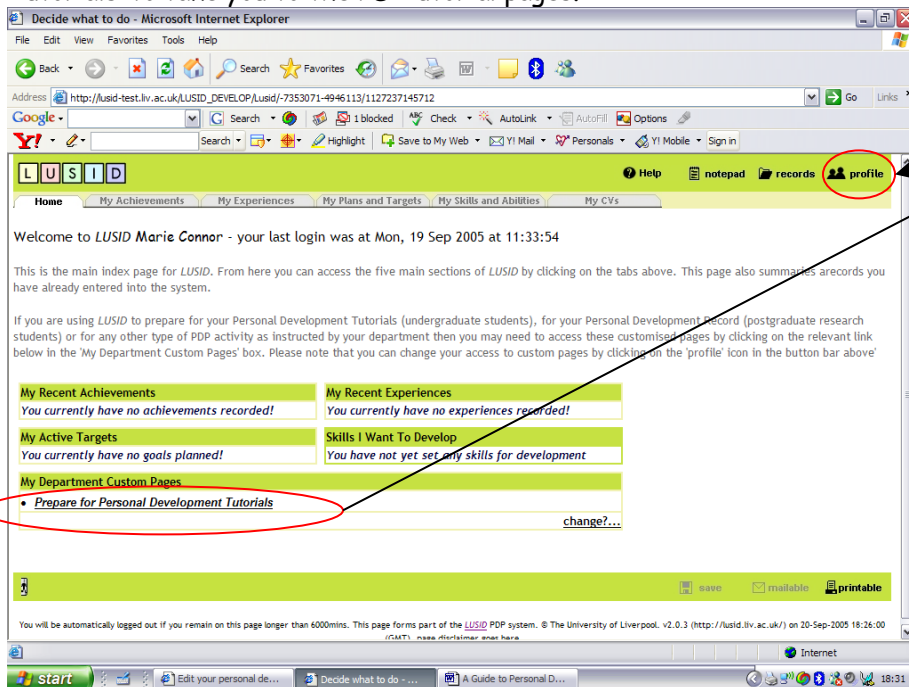 Decide what to do - Microsoft Internet Explorer
File Edit View Favorites Tools Help
Back Search Favorites
Address http://lusid-test.liv.ac.uk/LUSID_DEVELOP/Lusid/-7353071-4946113/1127237145712 Go Links
Google Search 1 blocked Check AutoLink AutoFill Options
Y! Search Highlight Save to My Web Y! Mail Personals Y! Mobile Sign in
L U S I D Help notepad records profile
Home My Achievements My Experiences My Plans and Targets My Skills and Abilities My CVs
Welcome to LUSID Marie Connor - your last login was at Mon, 19 Sep 2005 at 11:33:54
This is the main index page for LUSID. From here you can access the five main sections of LUSID by clicking on the tabs above. This page also summaries arecords you
have already entered into the system.
If you are using LUSID to prepare for your Personal Development Tutorials (undergraduate students), for your Personal Development Record (postgraduate research
students) or for any other type of PDP activity as instructed by your department then you may need to access these customised pages by clicking on the relevant link
below in the 'My Department Custom Pages' box. Please note that you can change your access to custom pages by clicking on the 'profile' icon in the button bar above'
My Recent Achievements My Recent Experiences
You currently have no achievements recorded! You currently have no experiences recorded!
My Active Targets Skills I Want To Develop
You currently have no goals planned! You have not yet set any skills for development
My Department Custom Pages
• Prepare for Personal Development Tutorials
change?...
save mailable printable
You will be automatically logged out if you remain on this page longer than 6000mins. This page forms part of the LUSID PDP system. © The University of Liverpool. v2.0.3 (http://lusid.liv.ac.uk/) on 20-Sep-2005 18:26:00
(GMT) page disclaimer goes here
Internet
start Edit your personal de... Decide what to do - ... A Guide to Personal D... 18:31